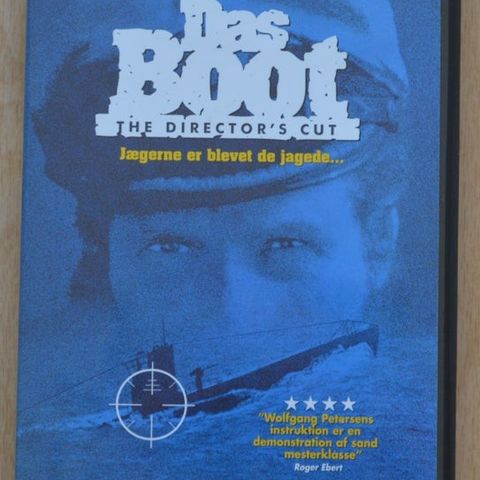 Das
Boot
THE DIRECTOR'S CUT
Jægerne er blevet de jagede...
"Wolfgang Petersens
instruktion er en
demonstration af sand
mesterklasse"
Roger Ebert